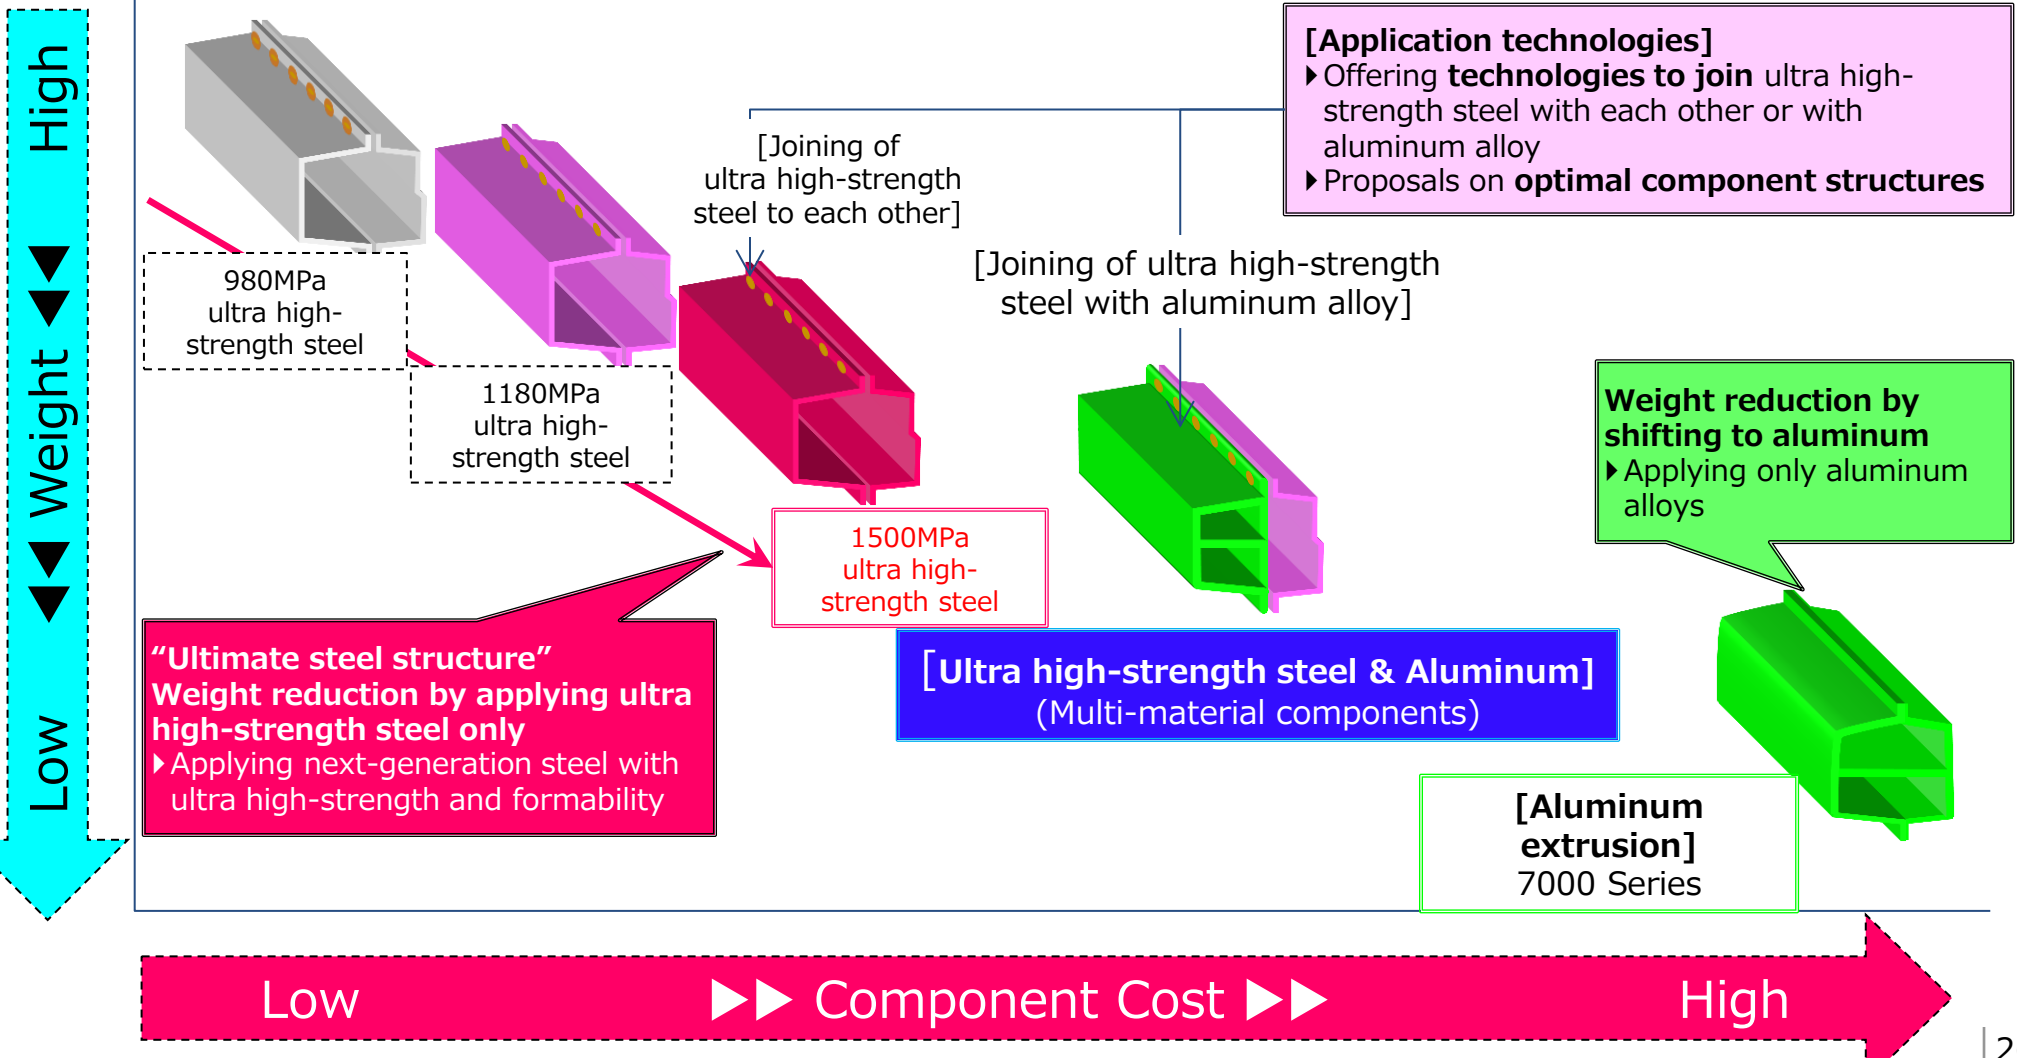 High
Weight
Low
980MPa
ultra high-
strength steel
1180MPa
ultra high-
strength steel
[Joining of
ultra high-strength
steel to each other]
1500MPa
ultra high-
strength steel
[Application technologies]
Offering technologies to join ultra high-
strength steel with each other or with
aluminum alloy
Proposals on optimal component structures
[Joining of ultra high-strength
steel with aluminum alloy]
Weight reduction by
shifting to aluminum
Applying only aluminum
alloys
“Ultimate steel structure”
Weight reduction by applying ultra
high-strength steel only
Applying next-generation steel with
ultra high-strength and formability
[Ultra high-strength steel & Aluminum]
(Multi-material components)
[Aluminum
extrusion]
7000 Series
Low Component Cost High
2